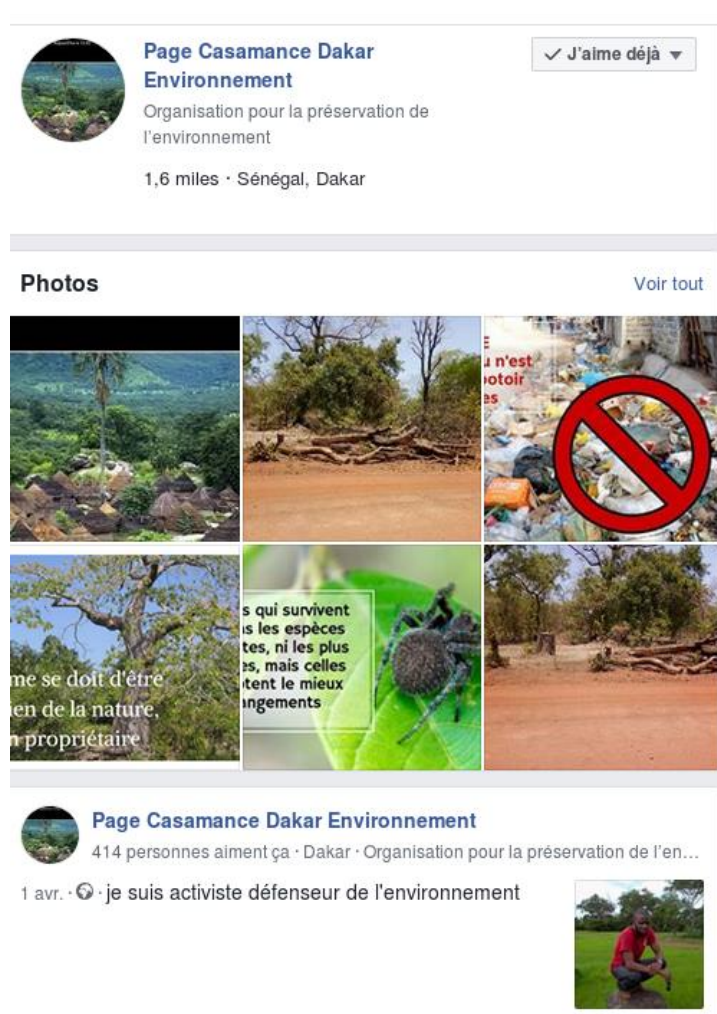 Page Casamance Dakar
Environnement
J'aime déjà
Organisation pour la préservation de
l'environnement
1,6 miles · Sénégal, Dakar
Photos
Voir tout
n'est
potoir
es
s qui survivent
les espèces
tes, ni les plus
es, mais celles
tent le mieux
angements
me se doit d'être
ien de la nature,
n propriétaire
Page Casamance Dakar Environnement
414 personnes aiment ça · Dakar · Organisation pour la préservation de l'en...
1 avr. · je suis activiste défenseur de l'environnement